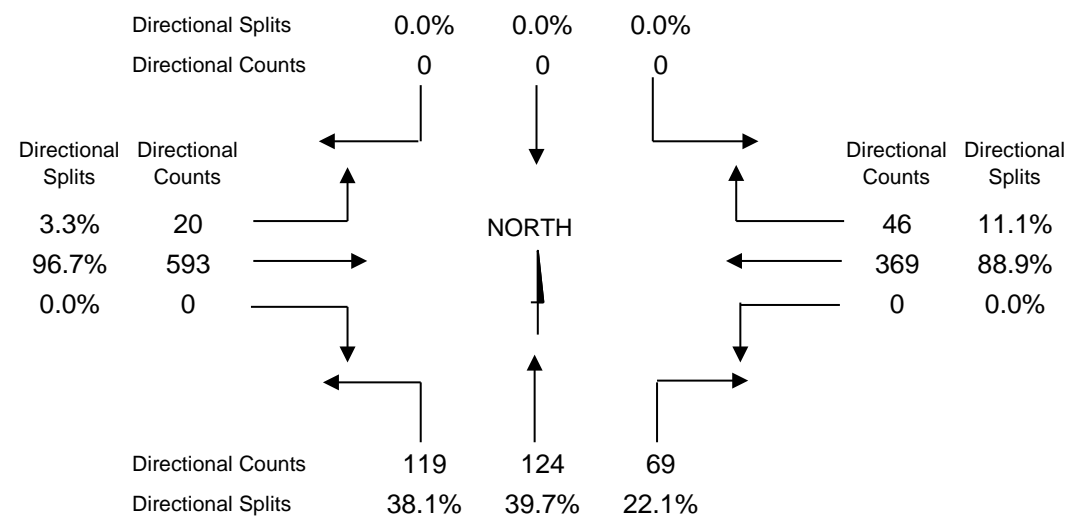 Directional Splits 0.0% 0.0% 0.0%
Directional Counts 0 0 0
Directional Directional Directional Directional
Splits Counts Counts Splits
3.3% 20 NORTH 46 11.1%
96.7% 593 369 88.9%
0.0% 0 0 0.0%
Directional Counts 119 124 69
Directional Splits 38.1% 39.7% 22.1%